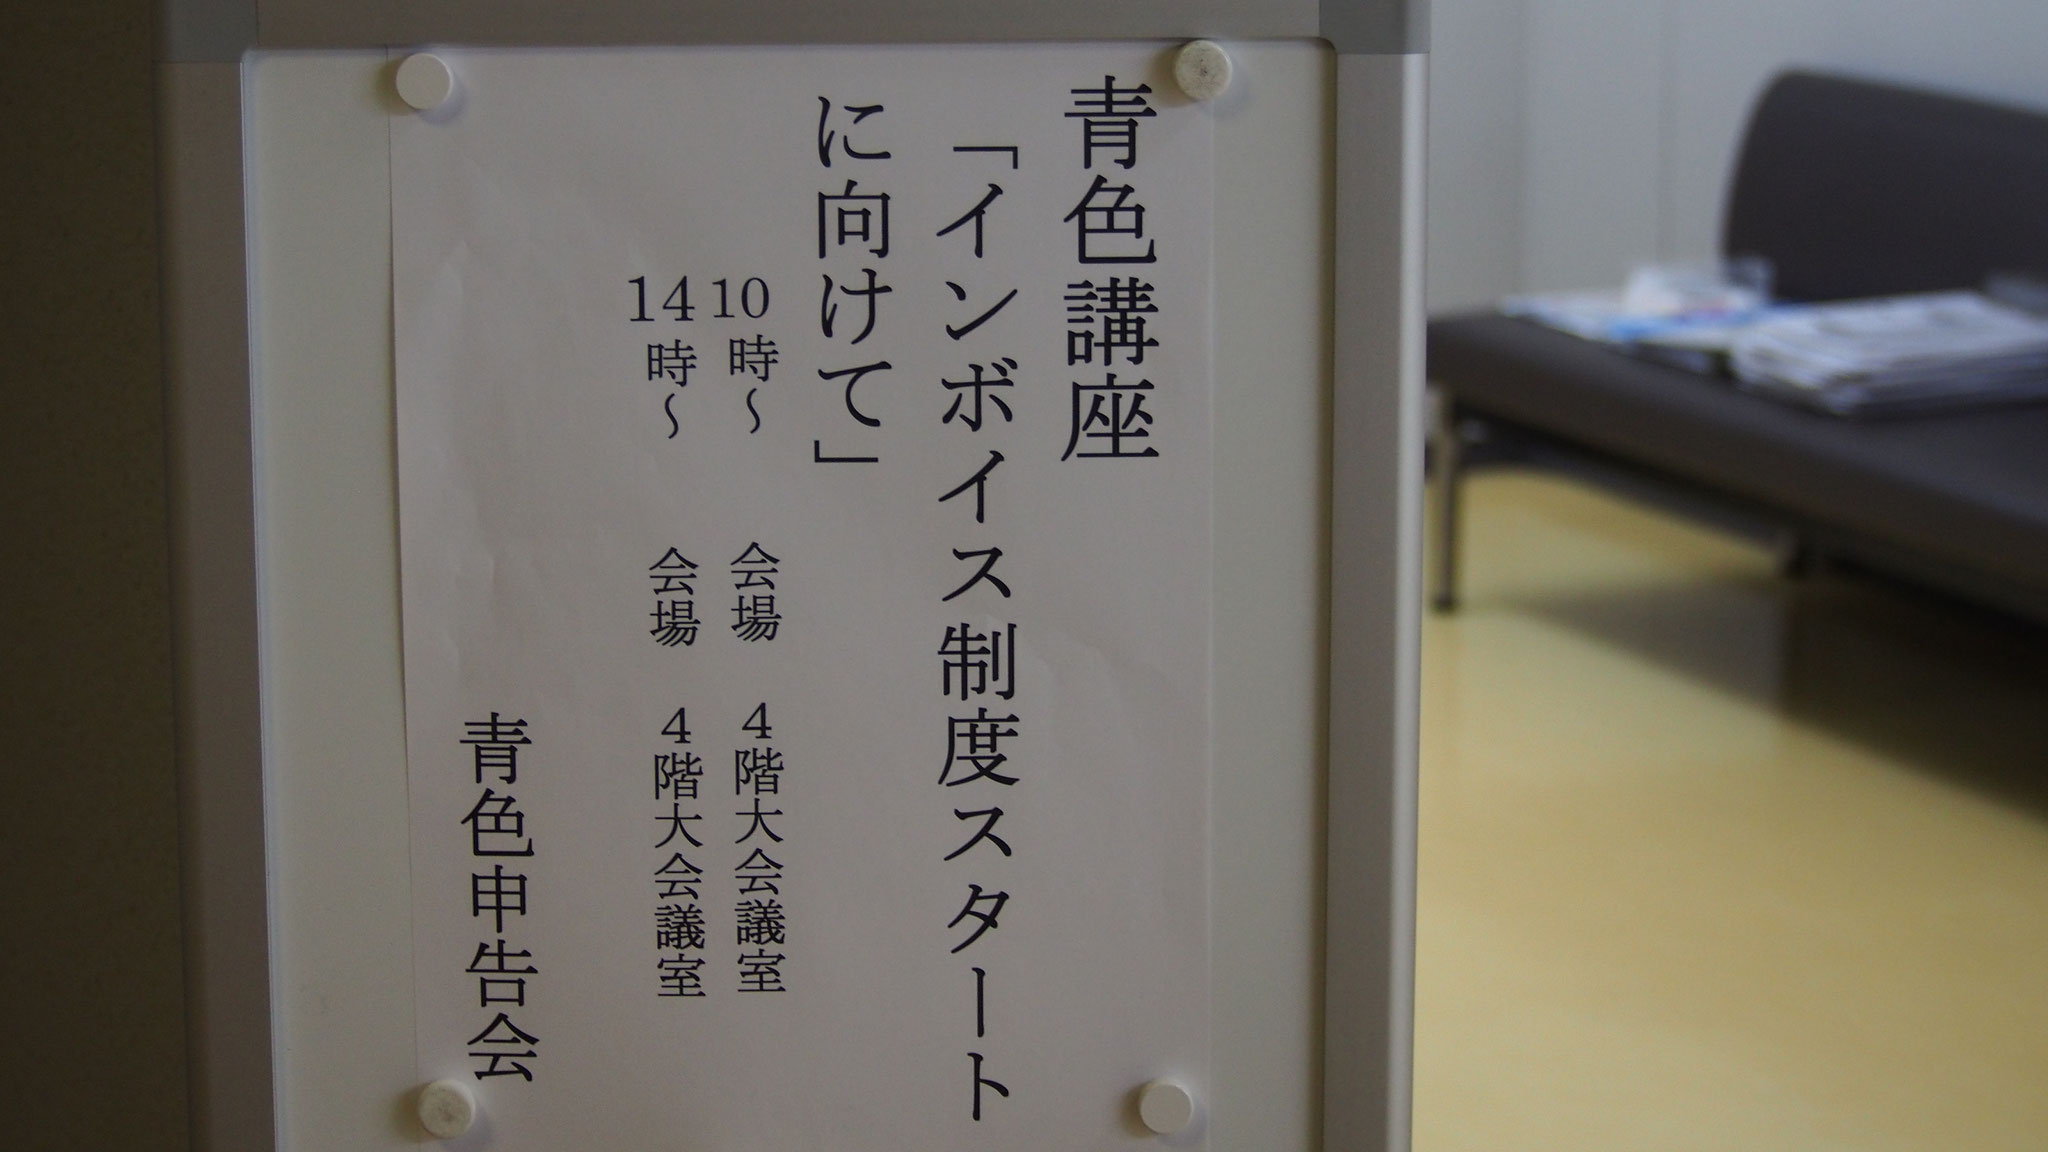 青色講座
「インボイス制度スタート
に向けて」
10時～　会場　4階大会議室
14時～　会場　4階大会議室
青色申告会